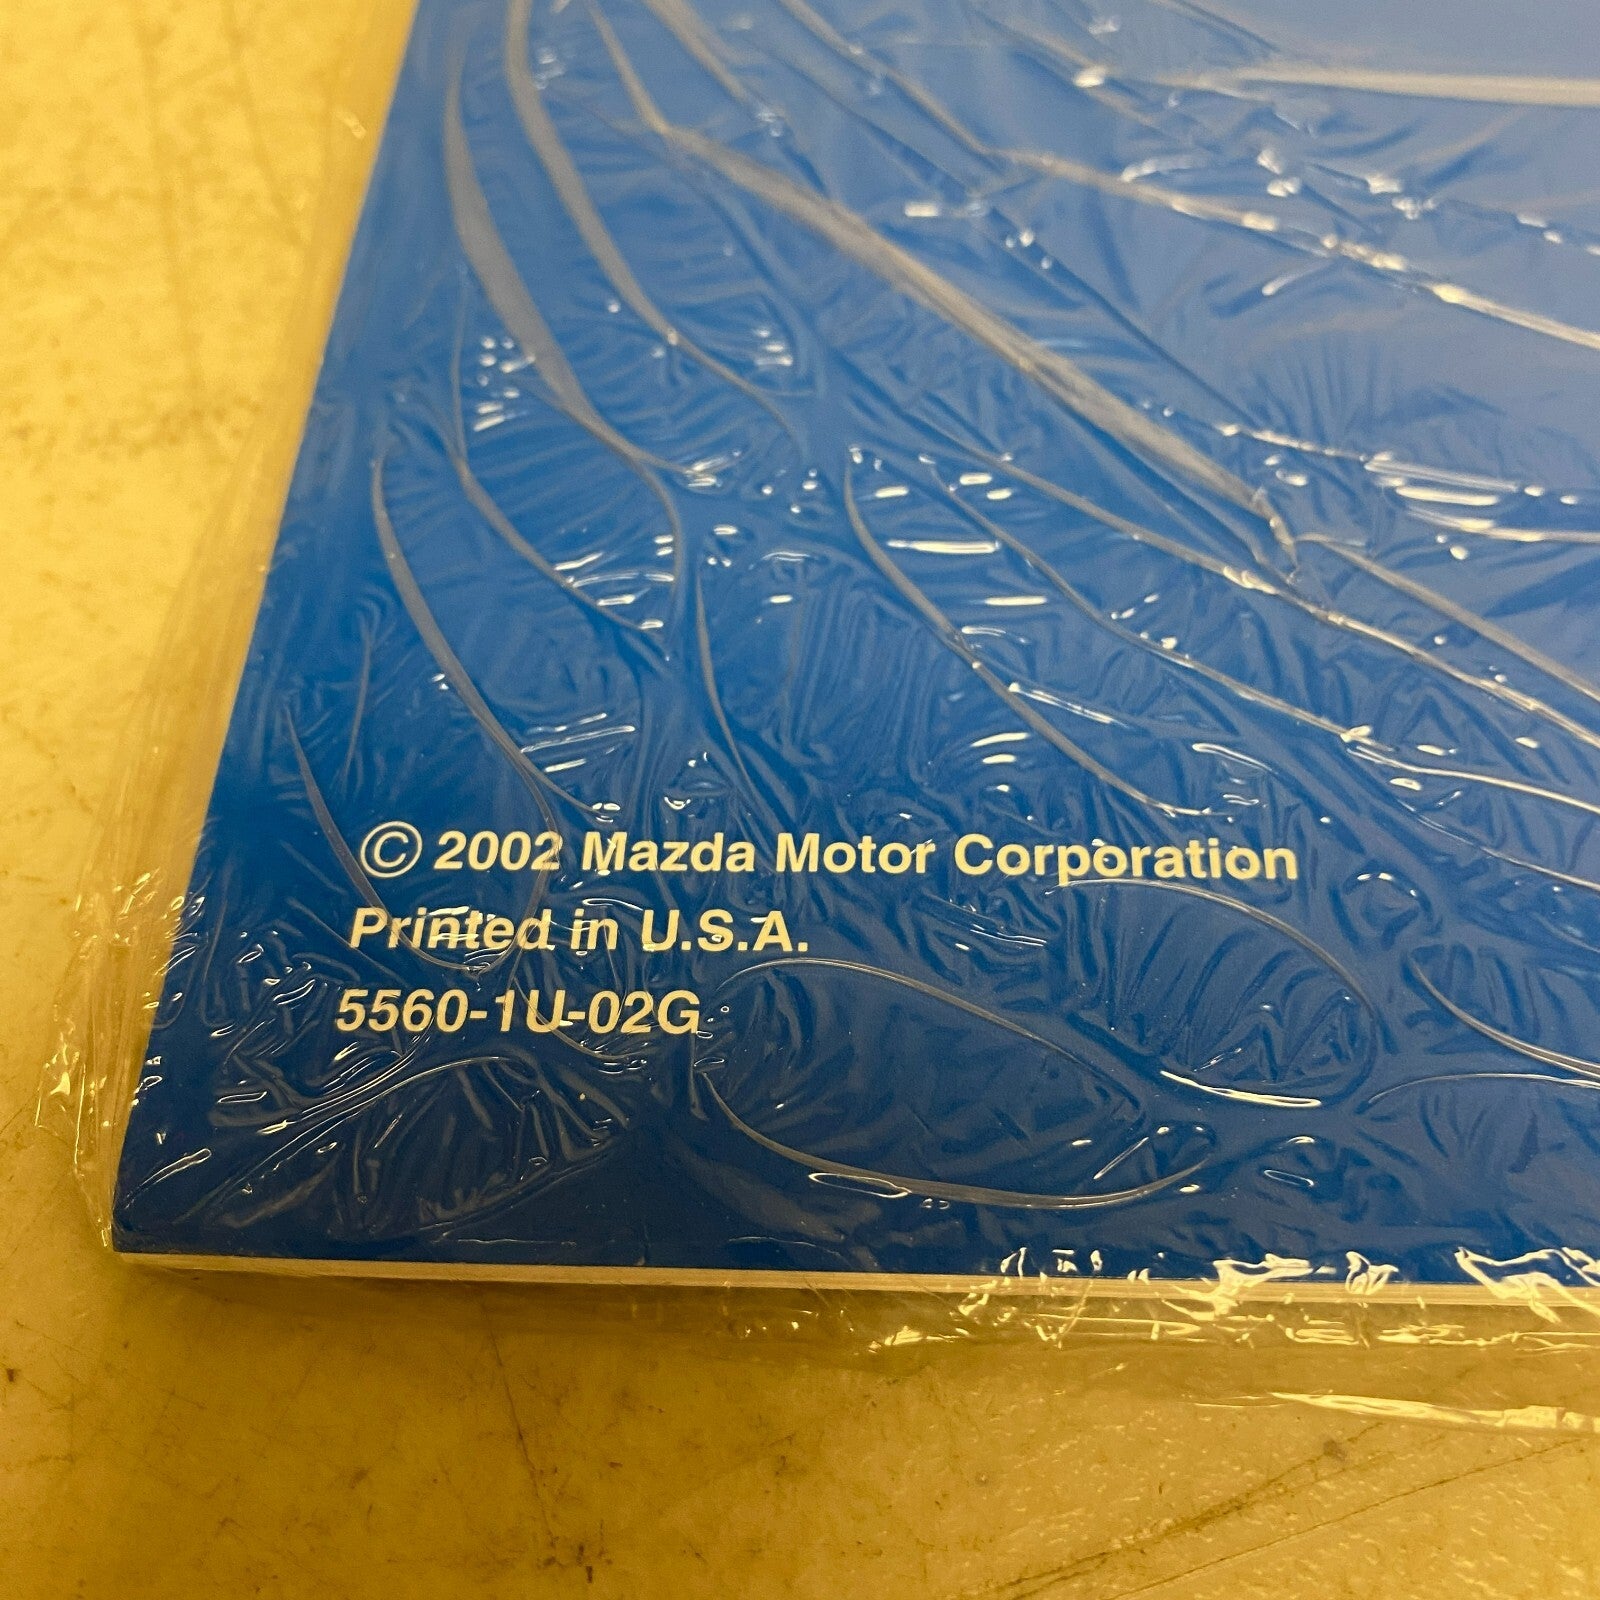 © 2002 Mazda Motor Corporation
Printed in U.S.A.
5560-1U-02G